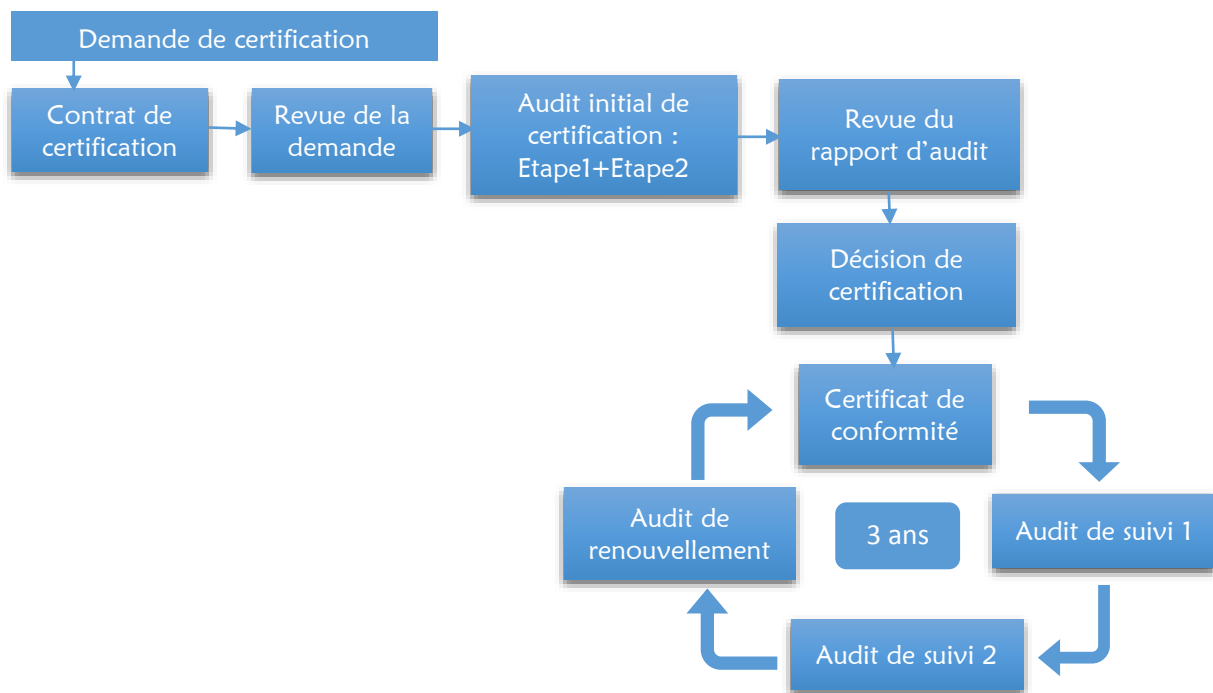 Demande de certification
Contrat de
certification
Revue de la
demande
Audit initial de
certification :
Etape1+Etape2
Revue du
rapport d’audit
Décision de
certification
Certificat de
conformité
Audit de
renouvellement
3 ans
Audit de suivi 1
Audit de suivi 2